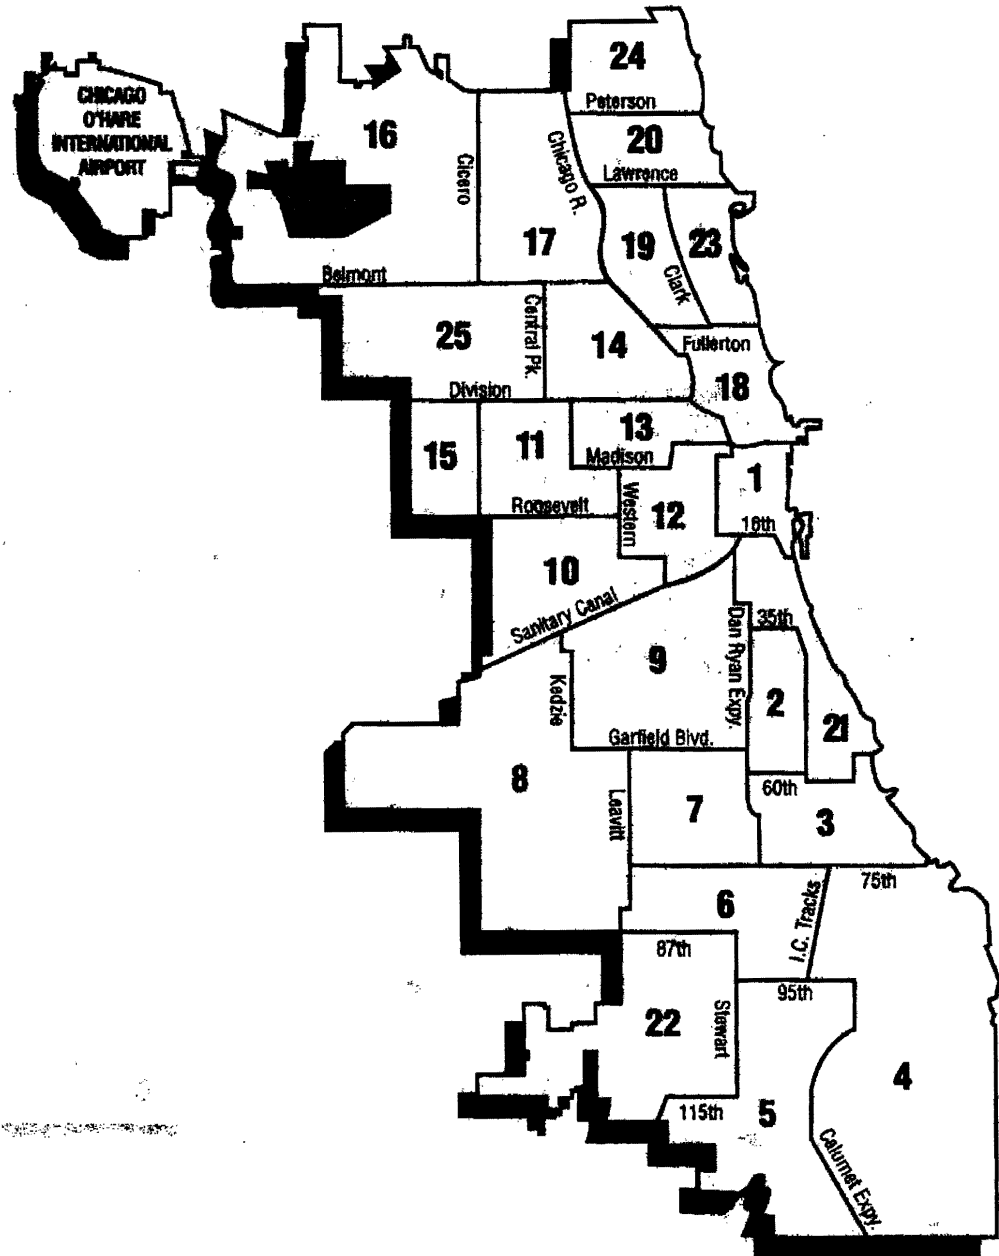 24
CHICAGO
O'HARE
INTERNATIONAL
AIRPORT
Peterson
16
20
Cicero
Chicago R.
Lawrence
17
19
23
Clark
Belmont
25
Central Pk.
14
Fullerton
18
Division
13
15
11
Madison
1
Roosevelt
Western
12
16th
10
Sanitary Canal
Dan Ryan Expy.
35th
9
Kedzie
2
21
Garfield Blvd.
8
60th
Leavitt
7
3
75th
6
I.C. Tracks
87th
95th
22
Stewart
4
115th
5
Calumet Expy.